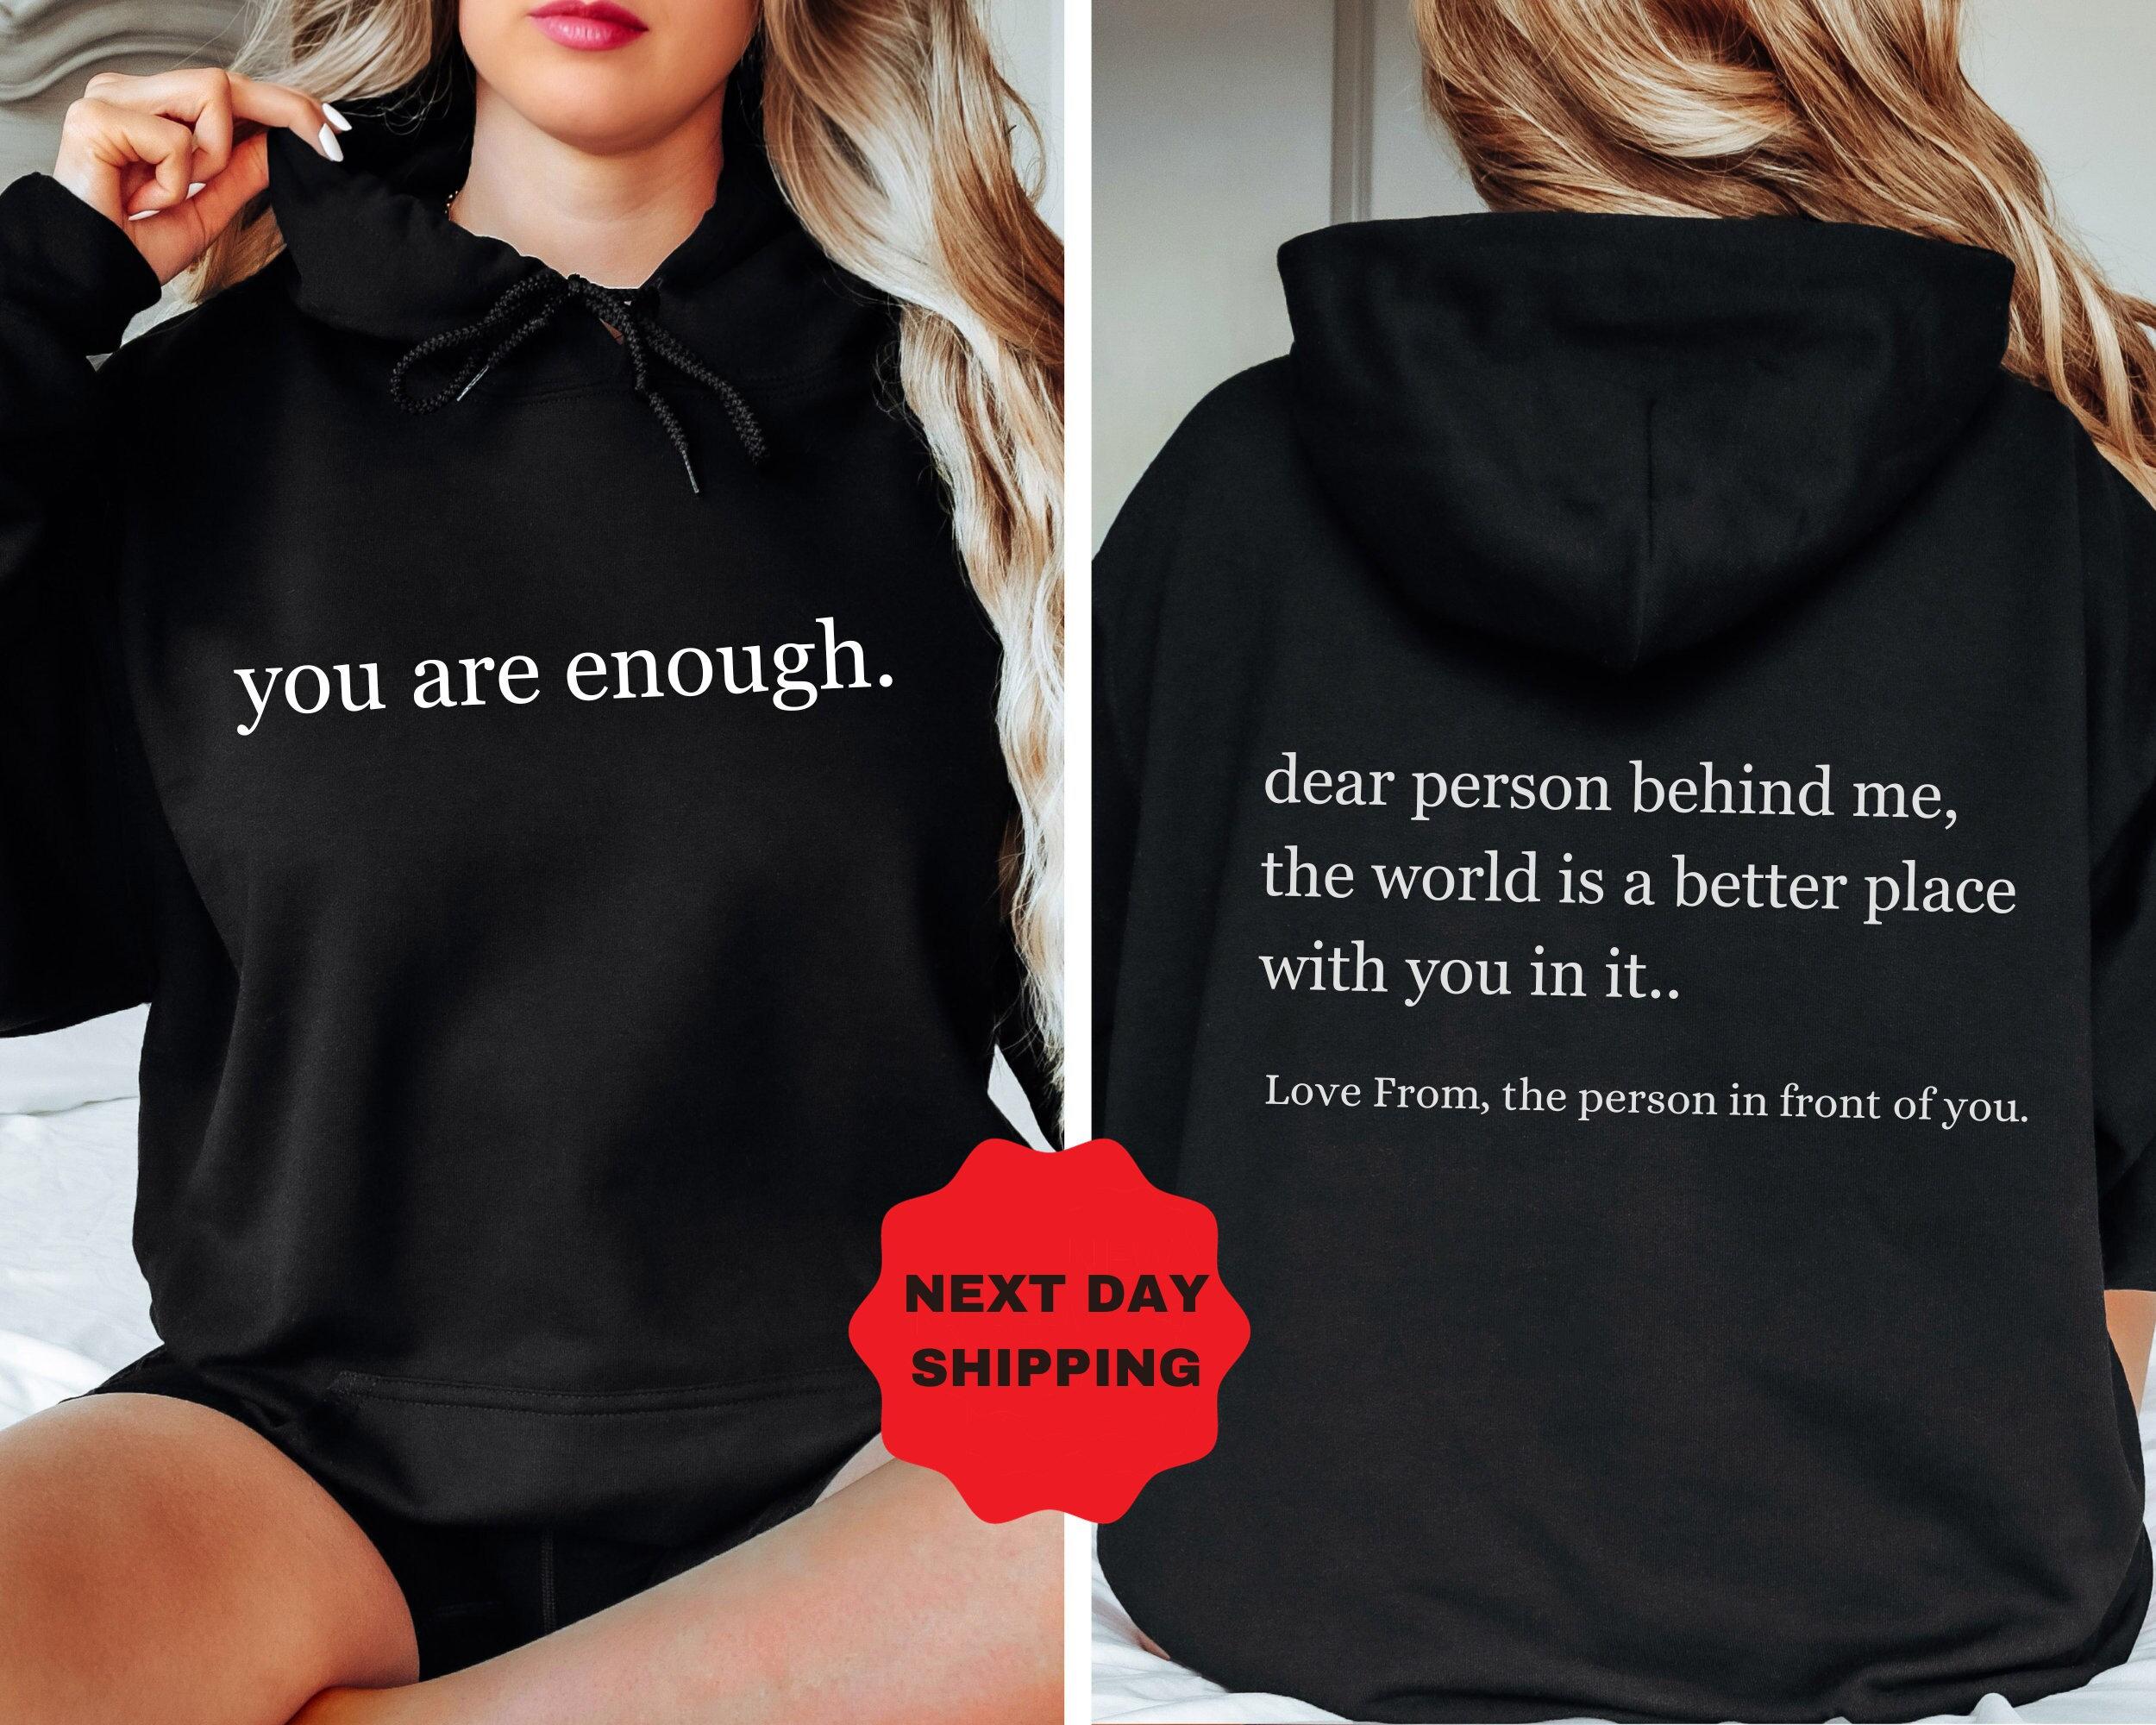 you are enough.
dear person behind me,
the world is a better place
with you in it..
Love From, the person in front of you.
NEXT DAY
SHIPPING